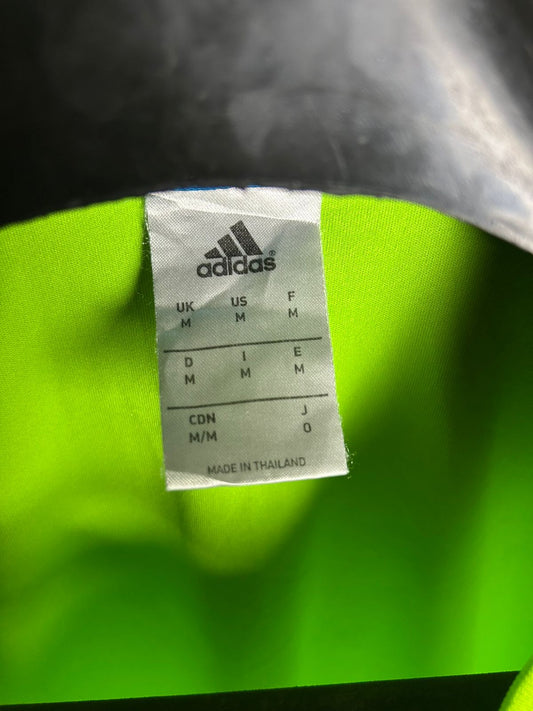 adidas®
UK US F
M M M
D I E
M M M
CDN J
M/M O
MADE IN THAILAND